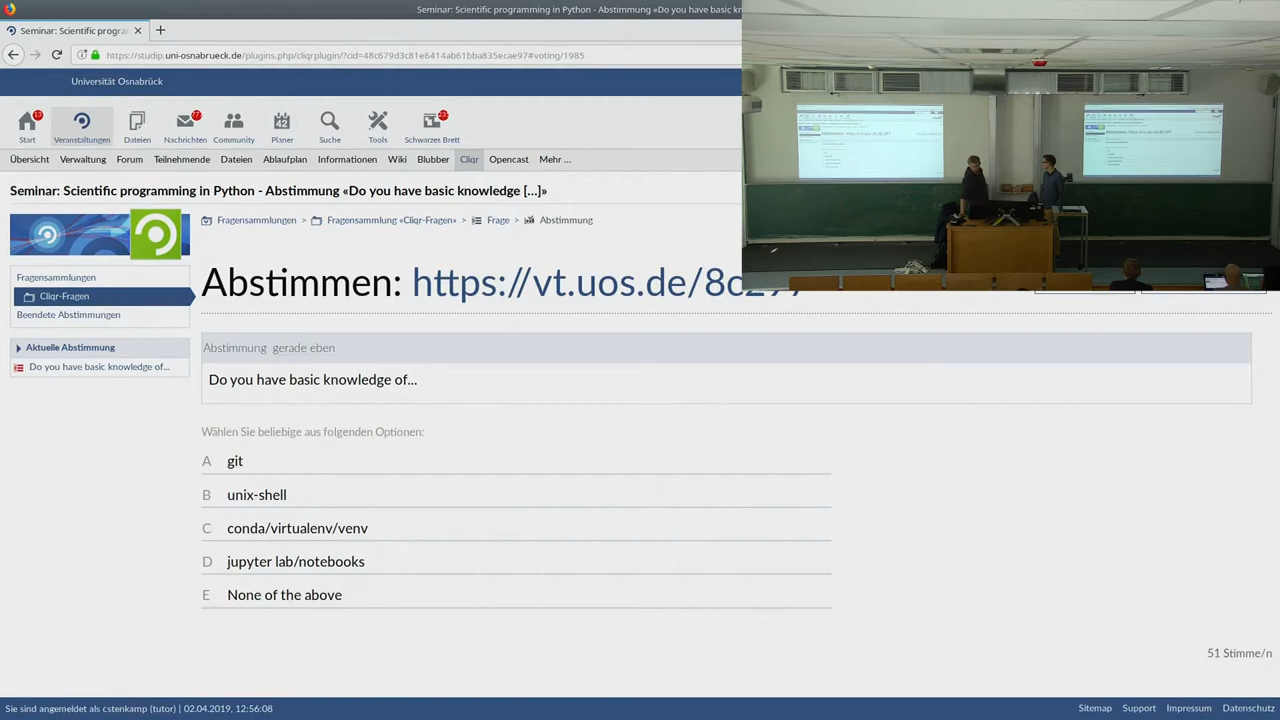 Seminar: Scientific programming in Python - Abstimmung «Do you have basic knowled
Seminar: Scientific progra
https://studip.uni-osnabrueck.de/plugins.php/cliqrplugin/?cid=48c679d3c81e6414ab61bba835ecae97#voting/1985
Universität Osnabrück
13
77
Start
Veranstaltungen
Dateien
Nachrichten
Community
Planer
Suche
Tools
Schwarzes Brett
Übersicht
Verwaltung
Forum
Teilnehmende
Dateien
Ablaufplan
Informationen
Wiki
Blubber
Cliqr
Opencast
Mehr ...
Seminar: Scientific programming in Python - Abstimmung «Do you have basic knowledge [...]»
Fragensammlungen > Fragensammlung «Cliqr-Fragen» > Frage > Abstimmung
Fragensammlungen
Cliqr-Fragen
Beendete Abstimmungen
Aktuelle Abstimmung
Do you have basic knowledge of...
Abstimmen: https://vt.uos.de/8c297
Abstimmung gerade eben
Do you have basic knowledge of...
Wählen Sie beliebige aus folgenden Optionen:
A git
B unix-shell
C conda/virtualenv/venv
D jupyter lab/notebooks
E None of the above
51 Stimme/n
Sie sind angemeldet als cstenkamp (tutor) | 02.04.2019, 12:56:08
Sitemap
Support
Impressum
Datenschutz